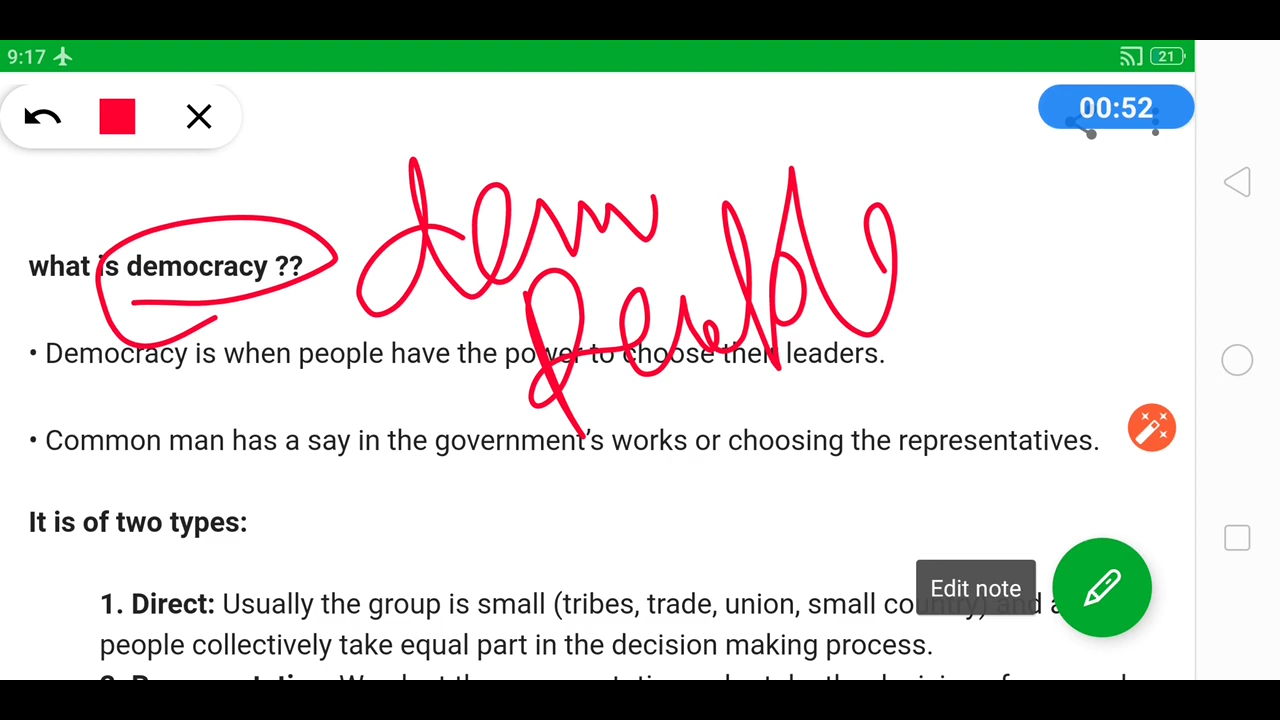 9:17
21
00:52
dem
what is democracy ??
people
• Democracy is when people have the power to choose their leaders.
• Common man has a say in the government’s works or choosing the representatives.
It is of two types:
Edit note
1. Direct: Usually the group is small (tribes, trade, union, small country) and
people collectively take equal part in the decision making process.